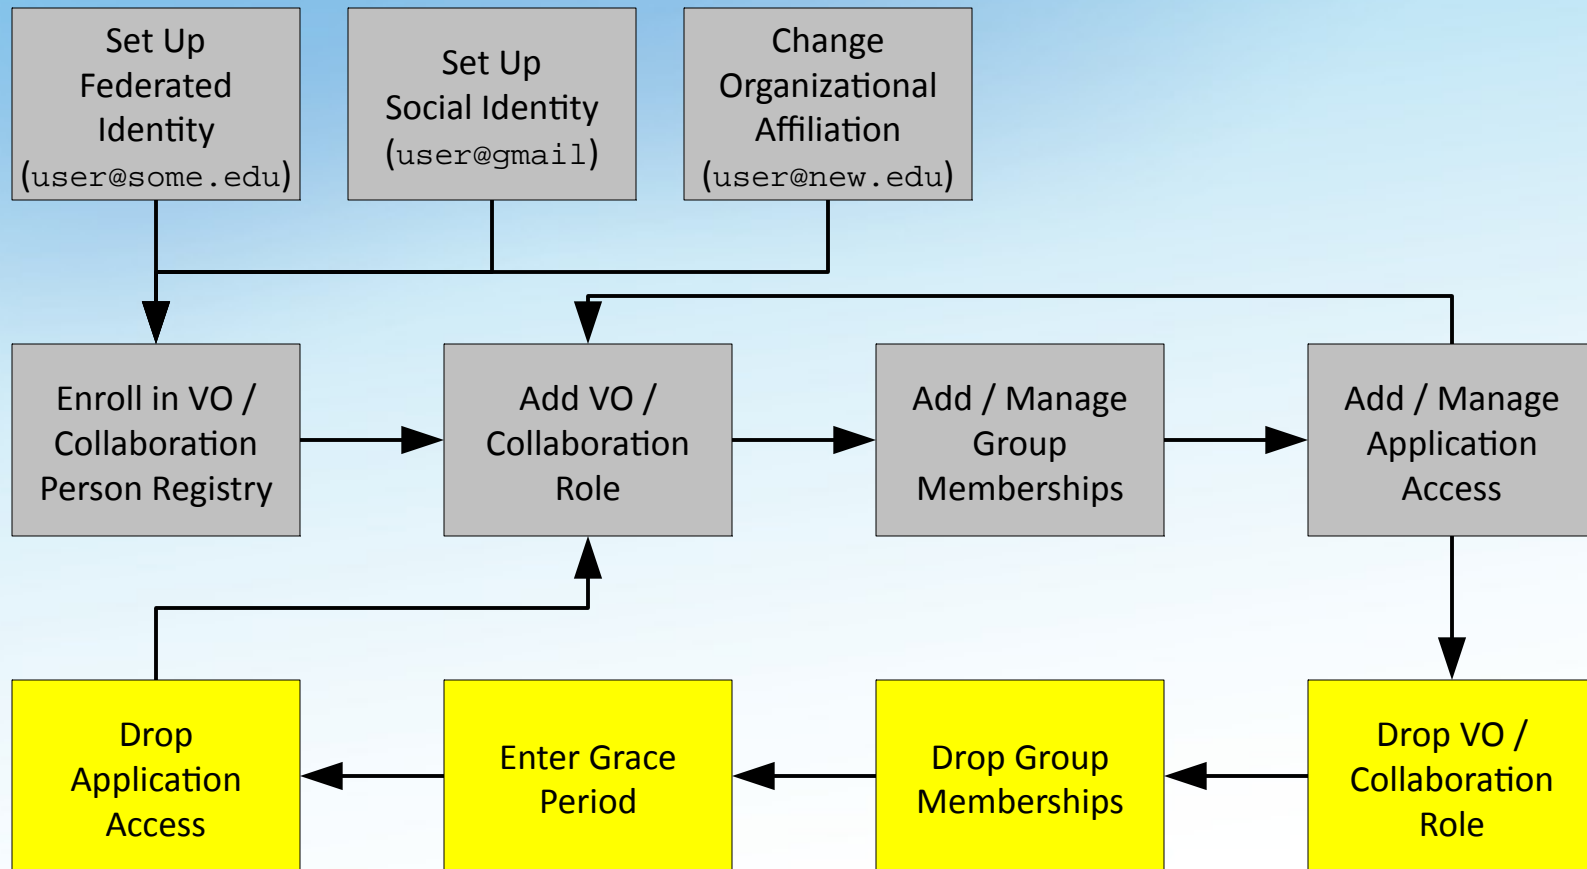 Set Up
Federated
Identity
(user@some.edu)
Set Up
Social Identity
(user@gmail)
Change
Organizational
Affiliation
(user@new.edu)
Enroll in VO /
Collaboration
Person Registry
Add VO /
Collaboration
Role
Add / Manage
Group
Memberships
Add / Manage
Application
Access
Drop
Application
Access
Enter Grace
Period
Drop Group
Memberships
Drop VO /
Collaboration
Role